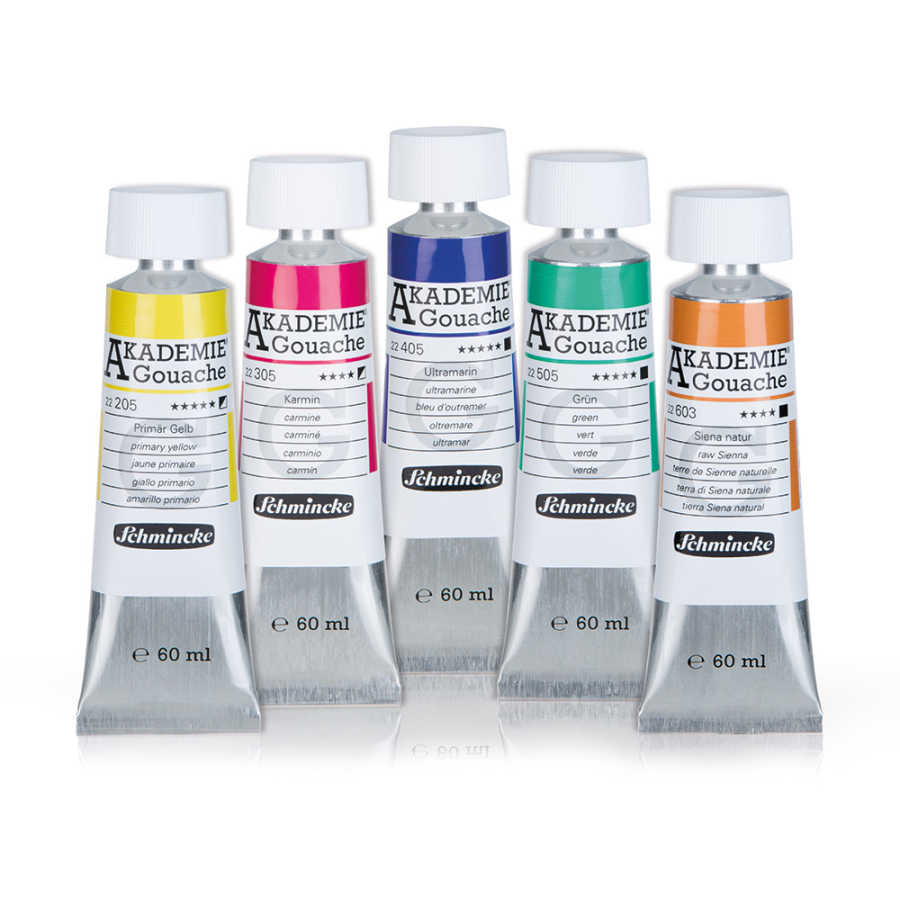 AKADEMIE®
Gouache
22 205 ★★★★★
Primär Gelb
primary yellow
jaune primaire
giallo primario
amarillo primario
Schmincke
℮ 60 ml
AKADEMIE®
Gouache
22 305 ★★★★
Karmin
carmine
carminé
carminio
carmin
Schmincke
℮ 60 ml
AKADEMIE®
Gouache
22 405 ★★★★★
Ultramarin
ultramarine
bleu d'outremer
oltremare
ultramar
Schmincke
℮ 60 ml
AKADEMIE®
Gouache
22 505 ★★★★
Grün
green
vert
verde
verde
Schmincke
℮ 60 ml
AKADEMIE®
Gouache
22 603 ★★★★
Siena natur
raw Sienna
terre de Sienne naturelle
terra di Siena naturale
tierra Siena natural
Schmincke
℮ 60 ml